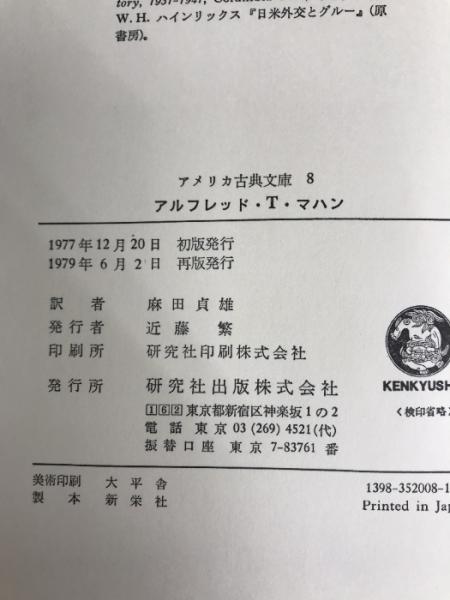 tory, 1931-1947,
W. H. ハインリックス『日米外交とグルー』(原
書房)。
アメリカ古典文庫 8
アルフレッド・T・マハン
1977年12月20日 初版発行
1979年6月2日 再版発行
訳者 麻田貞雄
発行者 近藤繁
印刷所 研究社印刷株式会社
発行所 研究社出版株式会社
162 東京都新宿区神楽坂1の2
電話 東京 03 (269) 4521(代)
振替口座 東京 7-83761 番
KENKYUSH
<検印省略>
美術印刷 大平舎
製本 新栄社
1398-352008-1
Printed in Jap